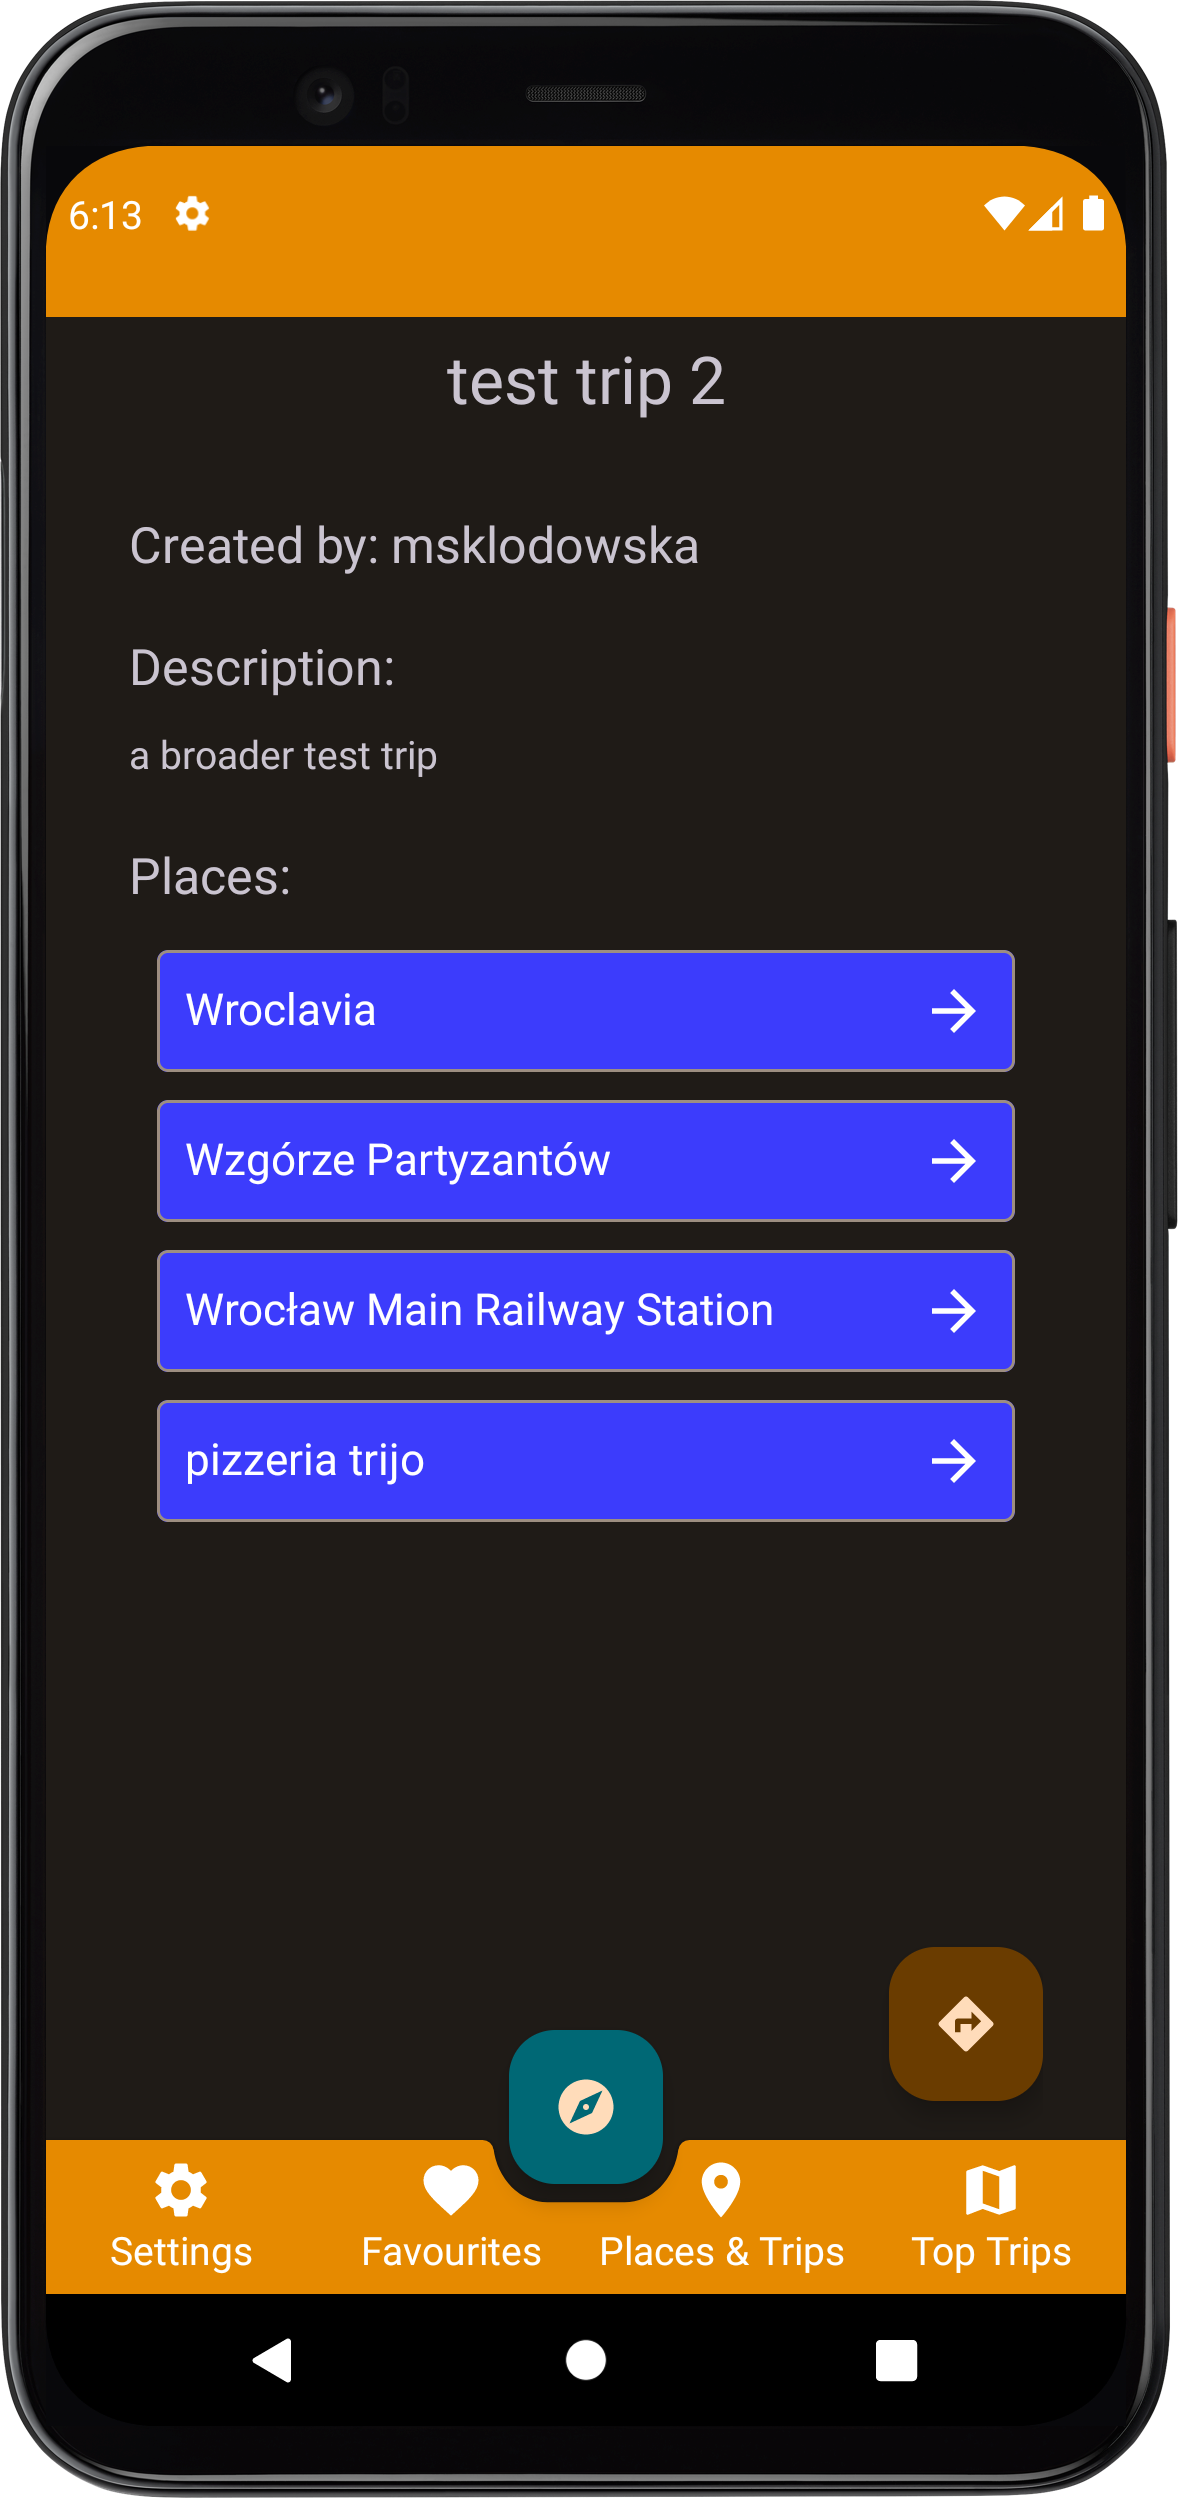 6:13
test trip 2
Created by: msklodowska
Description:
a broader test trip
Places:
Wroclavia
Wzgórze Partyzantów
Wrocław Main Railway Station
pizzeria trijo
Settings
Favourites
Places & Trips
Top Trips